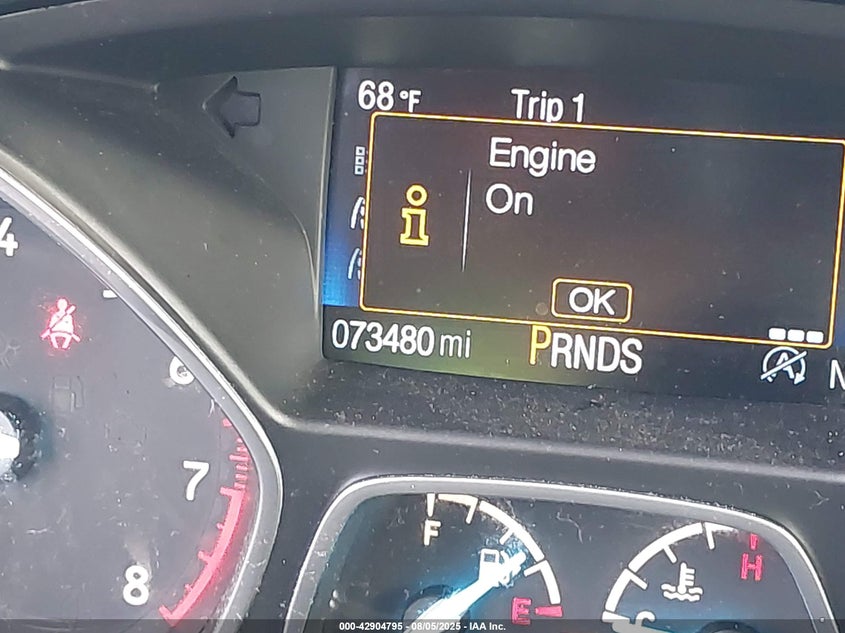 68°F
Trip 1
Engine
On
i
OK
073480 mi
PRNDS
A
4
6
7
8
F
E
H
C
000-42904795 - 08/05/2025 - IAA Inc.